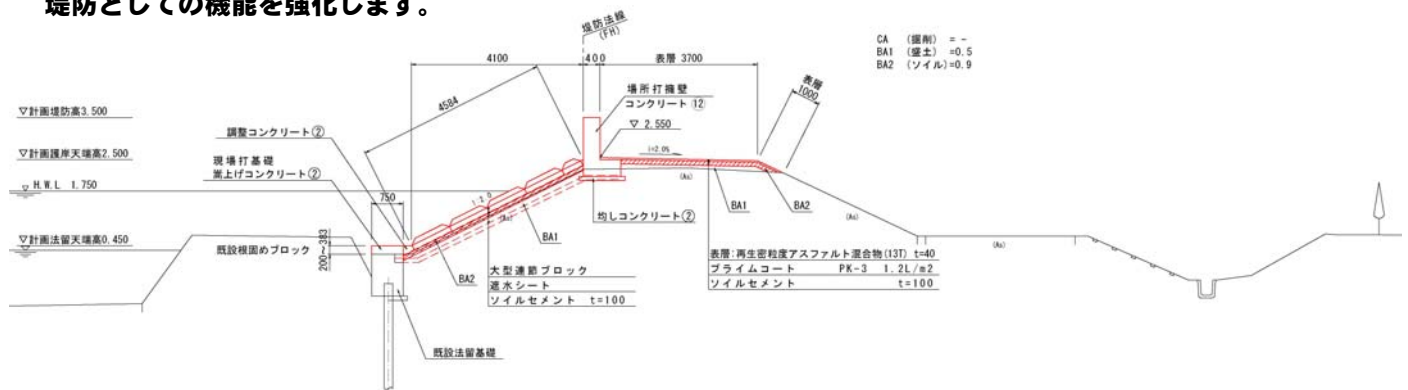 堤防としての機能を強化します。
堤防法線
(FH)
CA (掘削) = -
BA1 (盛土) =0.5
BA2 (ソイル)=0.9
4100
400
表層 3700
表層
1000
4584
場所打擁壁
コンクリート⑫
▽ 2.550
i=2.0%
▽計画堤防高3.500
調整コンクリート②
▽計画護岸天端高2.500
現場打基礎
嵩上げコンクリート②
▽ H.W.L 1.750
750
1:2.0
(As)
(As)
BA1
BA2
(As)
均しコンクリート②
▽計画法留天端高0.450
既設根固めブロック
200~383
BA1
BA2
(As)
大型連節ブロック
遮水シート
ソイルセメント t=100
表層:再生密粒度アスファルト混合物(13T) t=40
プライムコート PK-3 1.2L/m2
ソイルセメント t=100
既設法留基礎